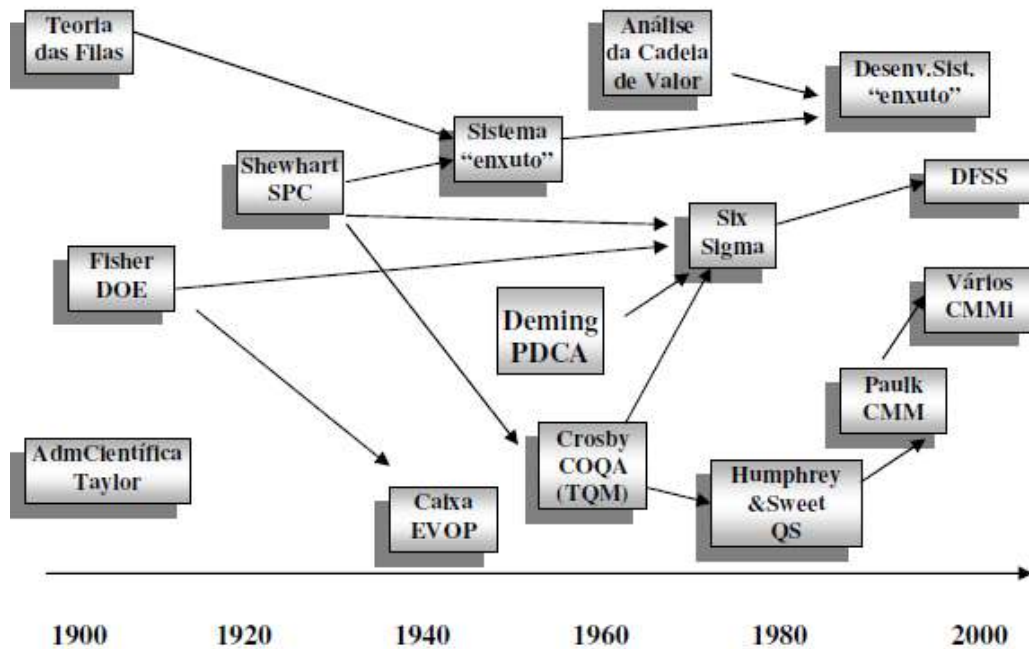 Teoria
das Filas
Análise
da Cadeia
de Valor
Desenv.Sist.
“enxuto”
Sistema
“enxuto”
Shewhart
SPC
DFSS
Six
Sigma
Fisher
DOE
Vários
CMMi
Deming
PDCA
Paulk
CMM
AdmCientífica
Taylor
Crosby
COQA
(TQM)
Humphrey
&Sweet
QS
Caixa
EVOP
1900 1920 1940 1960 1980 2000